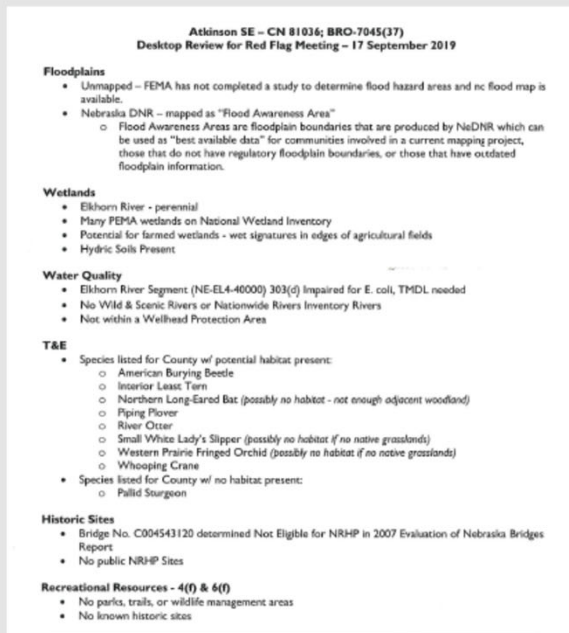 Atkinson SE – CN 81036; BRO-7045(37)
Desktop Review for Red Flag Meeting – 17 September 2019
Floodplains
• Unmapped – FEMA has not completed a study to determine flood hazard areas and nc flood map is
available.
• Nebraska DNR – mapped as "Flood Awareness Area"
o Flood Awareness Areas are floodplain boundaries that are produced by NeDNR which can
be used as "best available data" for communities involved in a current mapping project,
those that do not have regulatory floodplain boundaries, or those that have outdated
floodplain information.
Wetlands
• Elkhorn River - perennial
• Many PEMA wetlands on National Wetland Inventory
• Potential for farmed wetlands - wet signatures in edges of agricultural fields
• Hydric Soils Present
Water Quality
• Elkhorn River Segment (NE-EL4-40000) 303(d) Impaired for E. coli, TMDL needed
• No Wild & Scenic Rivers or Nationwide Rivers Inventory Rivers
• Not within a Wellhead Protection Area
T&E
• Species listed for County w/ potential habitat present:
o American Burying Beetle
o Interior Least Tern
o Northern Long-Eared Bat (possibly no habitat - not enough adjacent woodland)
o Piping Plover
o River Otter
o Small White Lady's Slipper (possibly no habitat if no native grasslands)
o Western Prairie Fringed Orchid (possibly no habitat if no native grasslands)
o Whooping Crane
• Species listed for County w/ no habitat present:
o Pallid Sturgeon
Historic Sites
• Bridge No. C004543120 determined Not Eligible for NRHP in 2007 Evaluation of Nebraska Bridges
Report
• No public NRHP Sites
Recreational Resources - 4(f) & 6(f)
• No parks, trails, or wildlife management areas
• No known historic sites